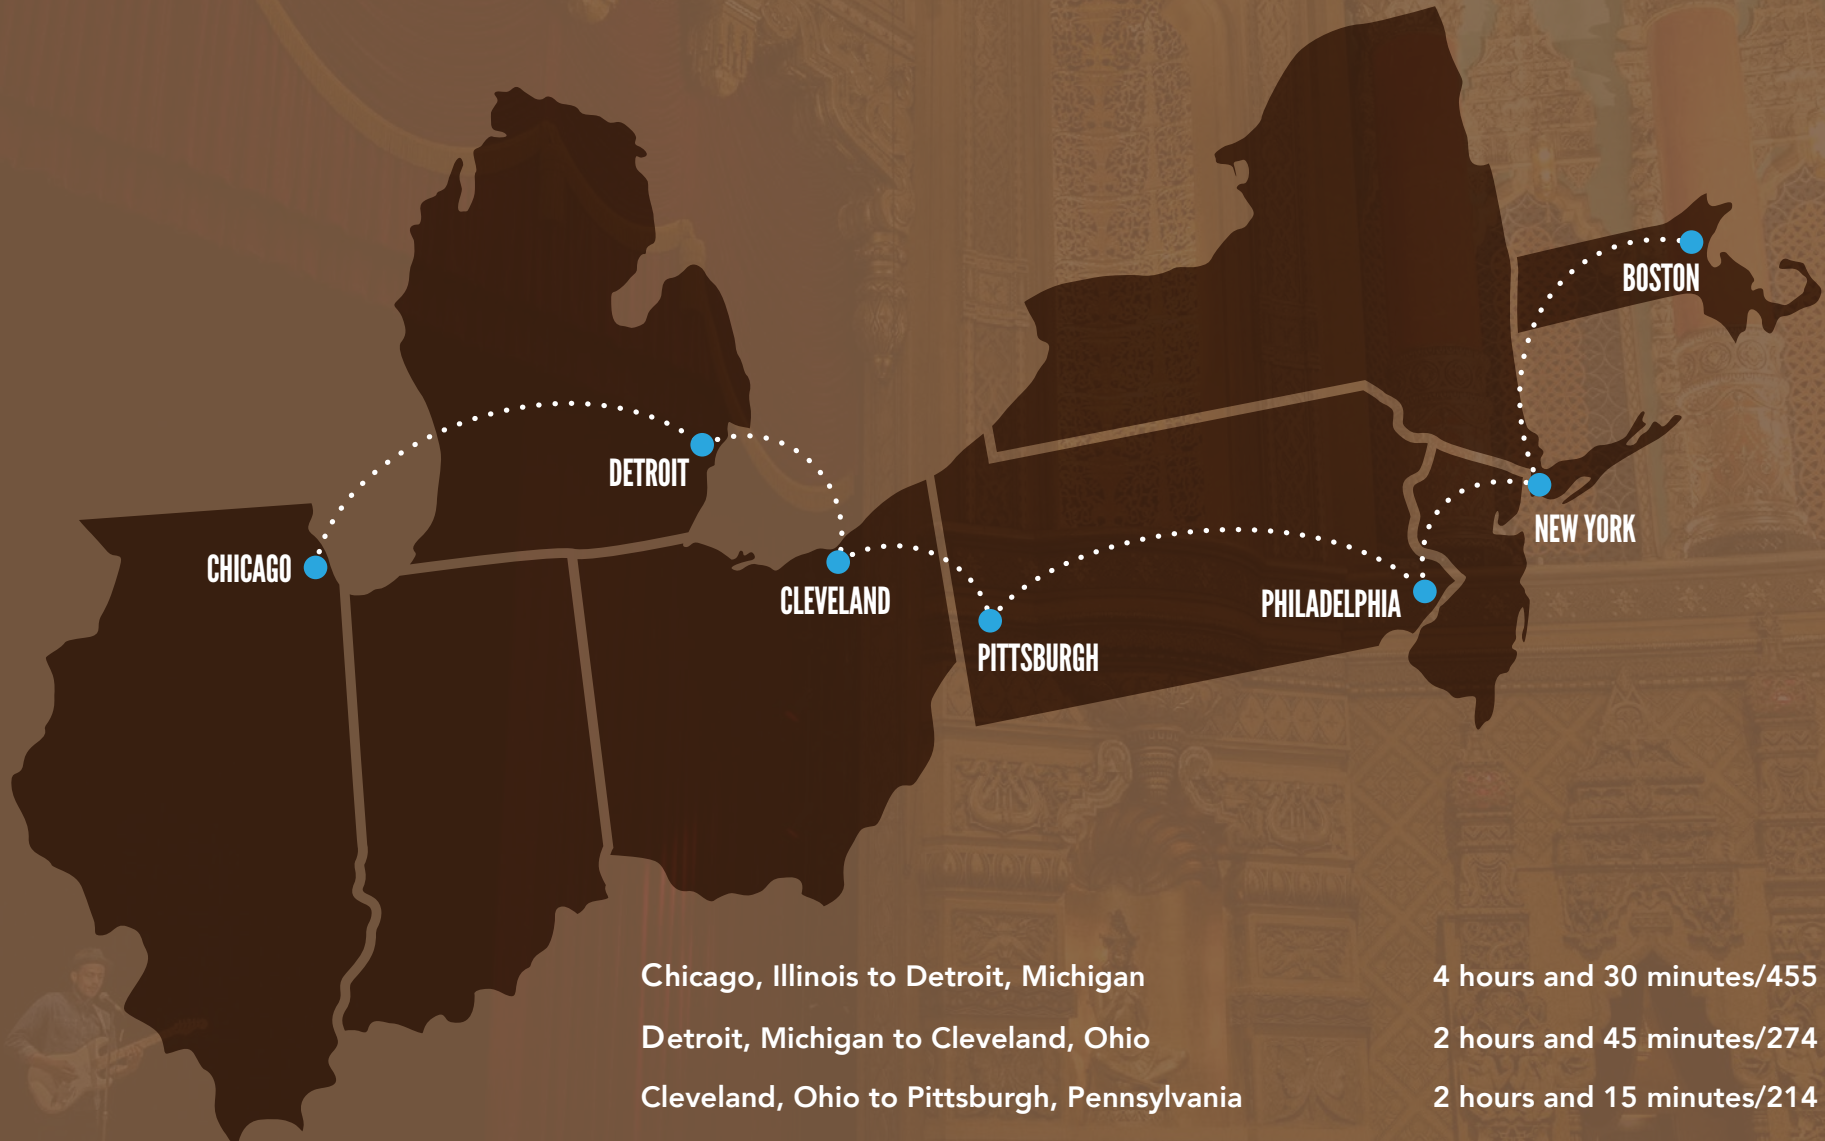 BOSTON
DETROIT
NEW YORK
CHICAGO
CLEVELAND
PHILADELPHIA
PITTSBURGH
Chicago, Illinois to Detroit, Michigan 4 hours and 30 minutes/455
Detroit, Michigan to Cleveland, Ohio 2 hours and 45 minutes/274
Cleveland, Ohio to Pittsburgh, Pennsylvania 2 hours and 15 minutes/214